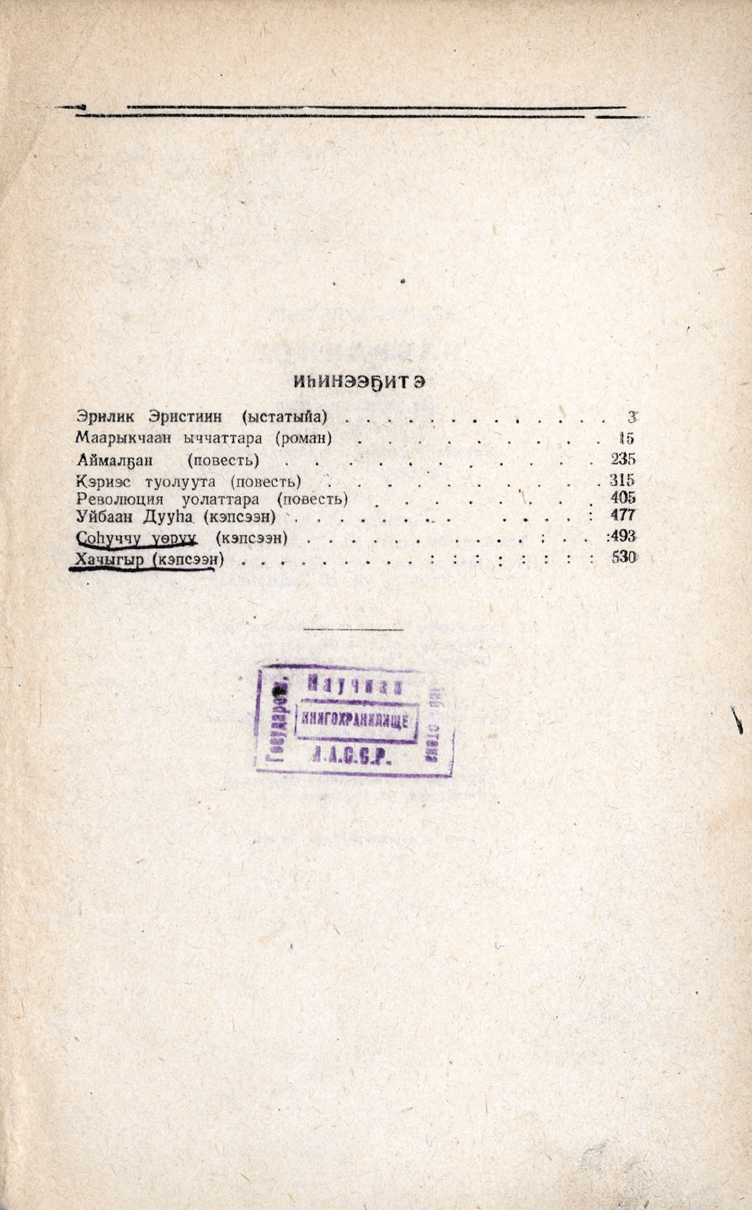 ИҺИНЭЭҔИТЭ
Эрилик Эристиин (ыстатыйа) . . . . . . . . . . . . 3
Маарыкчаан ыччаттара (роман) . . . . . . . . . 15
Аймалҕан (повесть) . . . . . . . . . . . . 235
Кэриэс туолуута (повесть) . . . . . . . . . . 315
Революция уолаттара (повесть) . . . . . . . . 405
Уйбаан Дууһа (кэпсээн) . . . . . . . . . . . : 477
Соһуччу үөрүү (кэпсээн) . . . . . . . . . . : . . :493
Хачыгыр (кэпсээн) . . . . . . . . . : : : : : : : 530
Научная
КНИГОХРАНИЛИЩЕ
Я.А.С.С.Р.